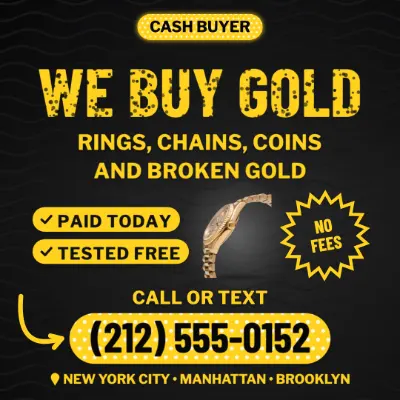 CASH BUYER
WE BUY GOLD
RINGS, CHAINS, COINS
AND BROKEN GOLD
PAID TODAY
TESTED FREE
NO
FEES
CALL OR TEXT
(212) 555-0152
NEW YORK CITY • MANHATTAN • BROOKLYN